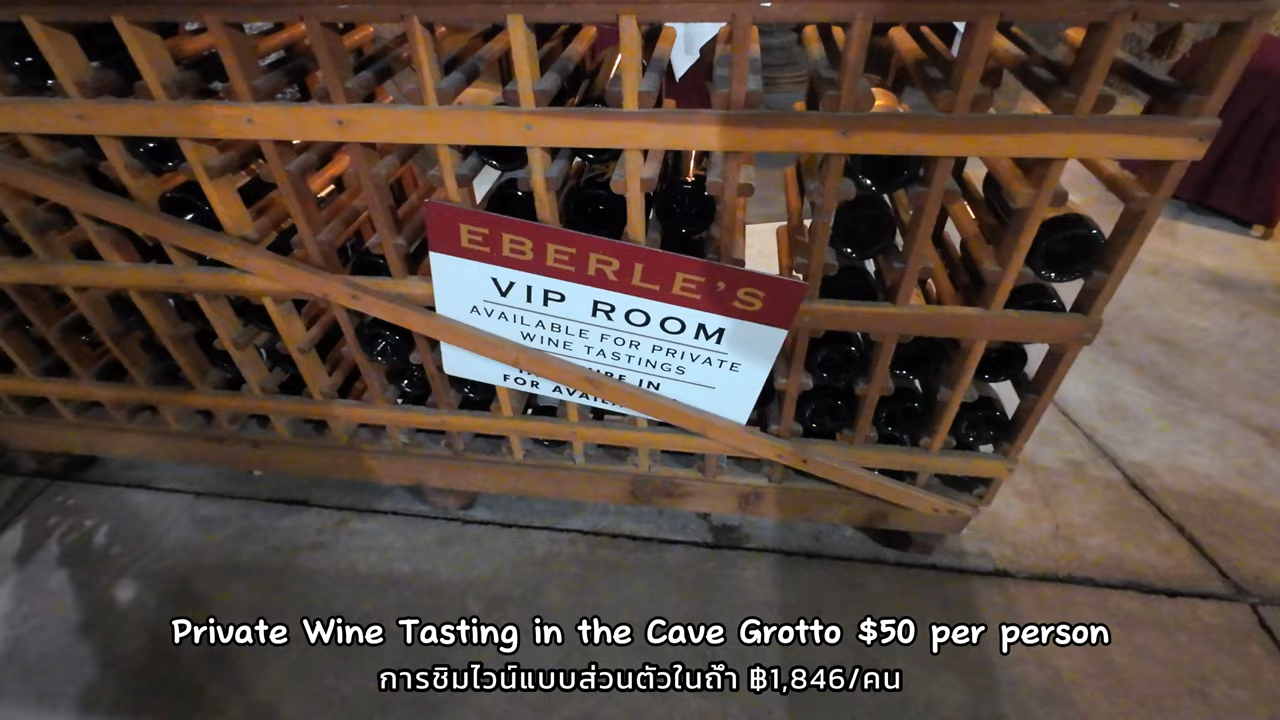 EBERLE'S
VIP ROOM
AVAILABLE FOR PRIVATE
WINE TASTINGS
IN
FOR
Private Wine Tasting in the Cave Grotto $50 per person
การชิมไวน์แบบส่วนตัวในถ้ำ ฿1,846/คน